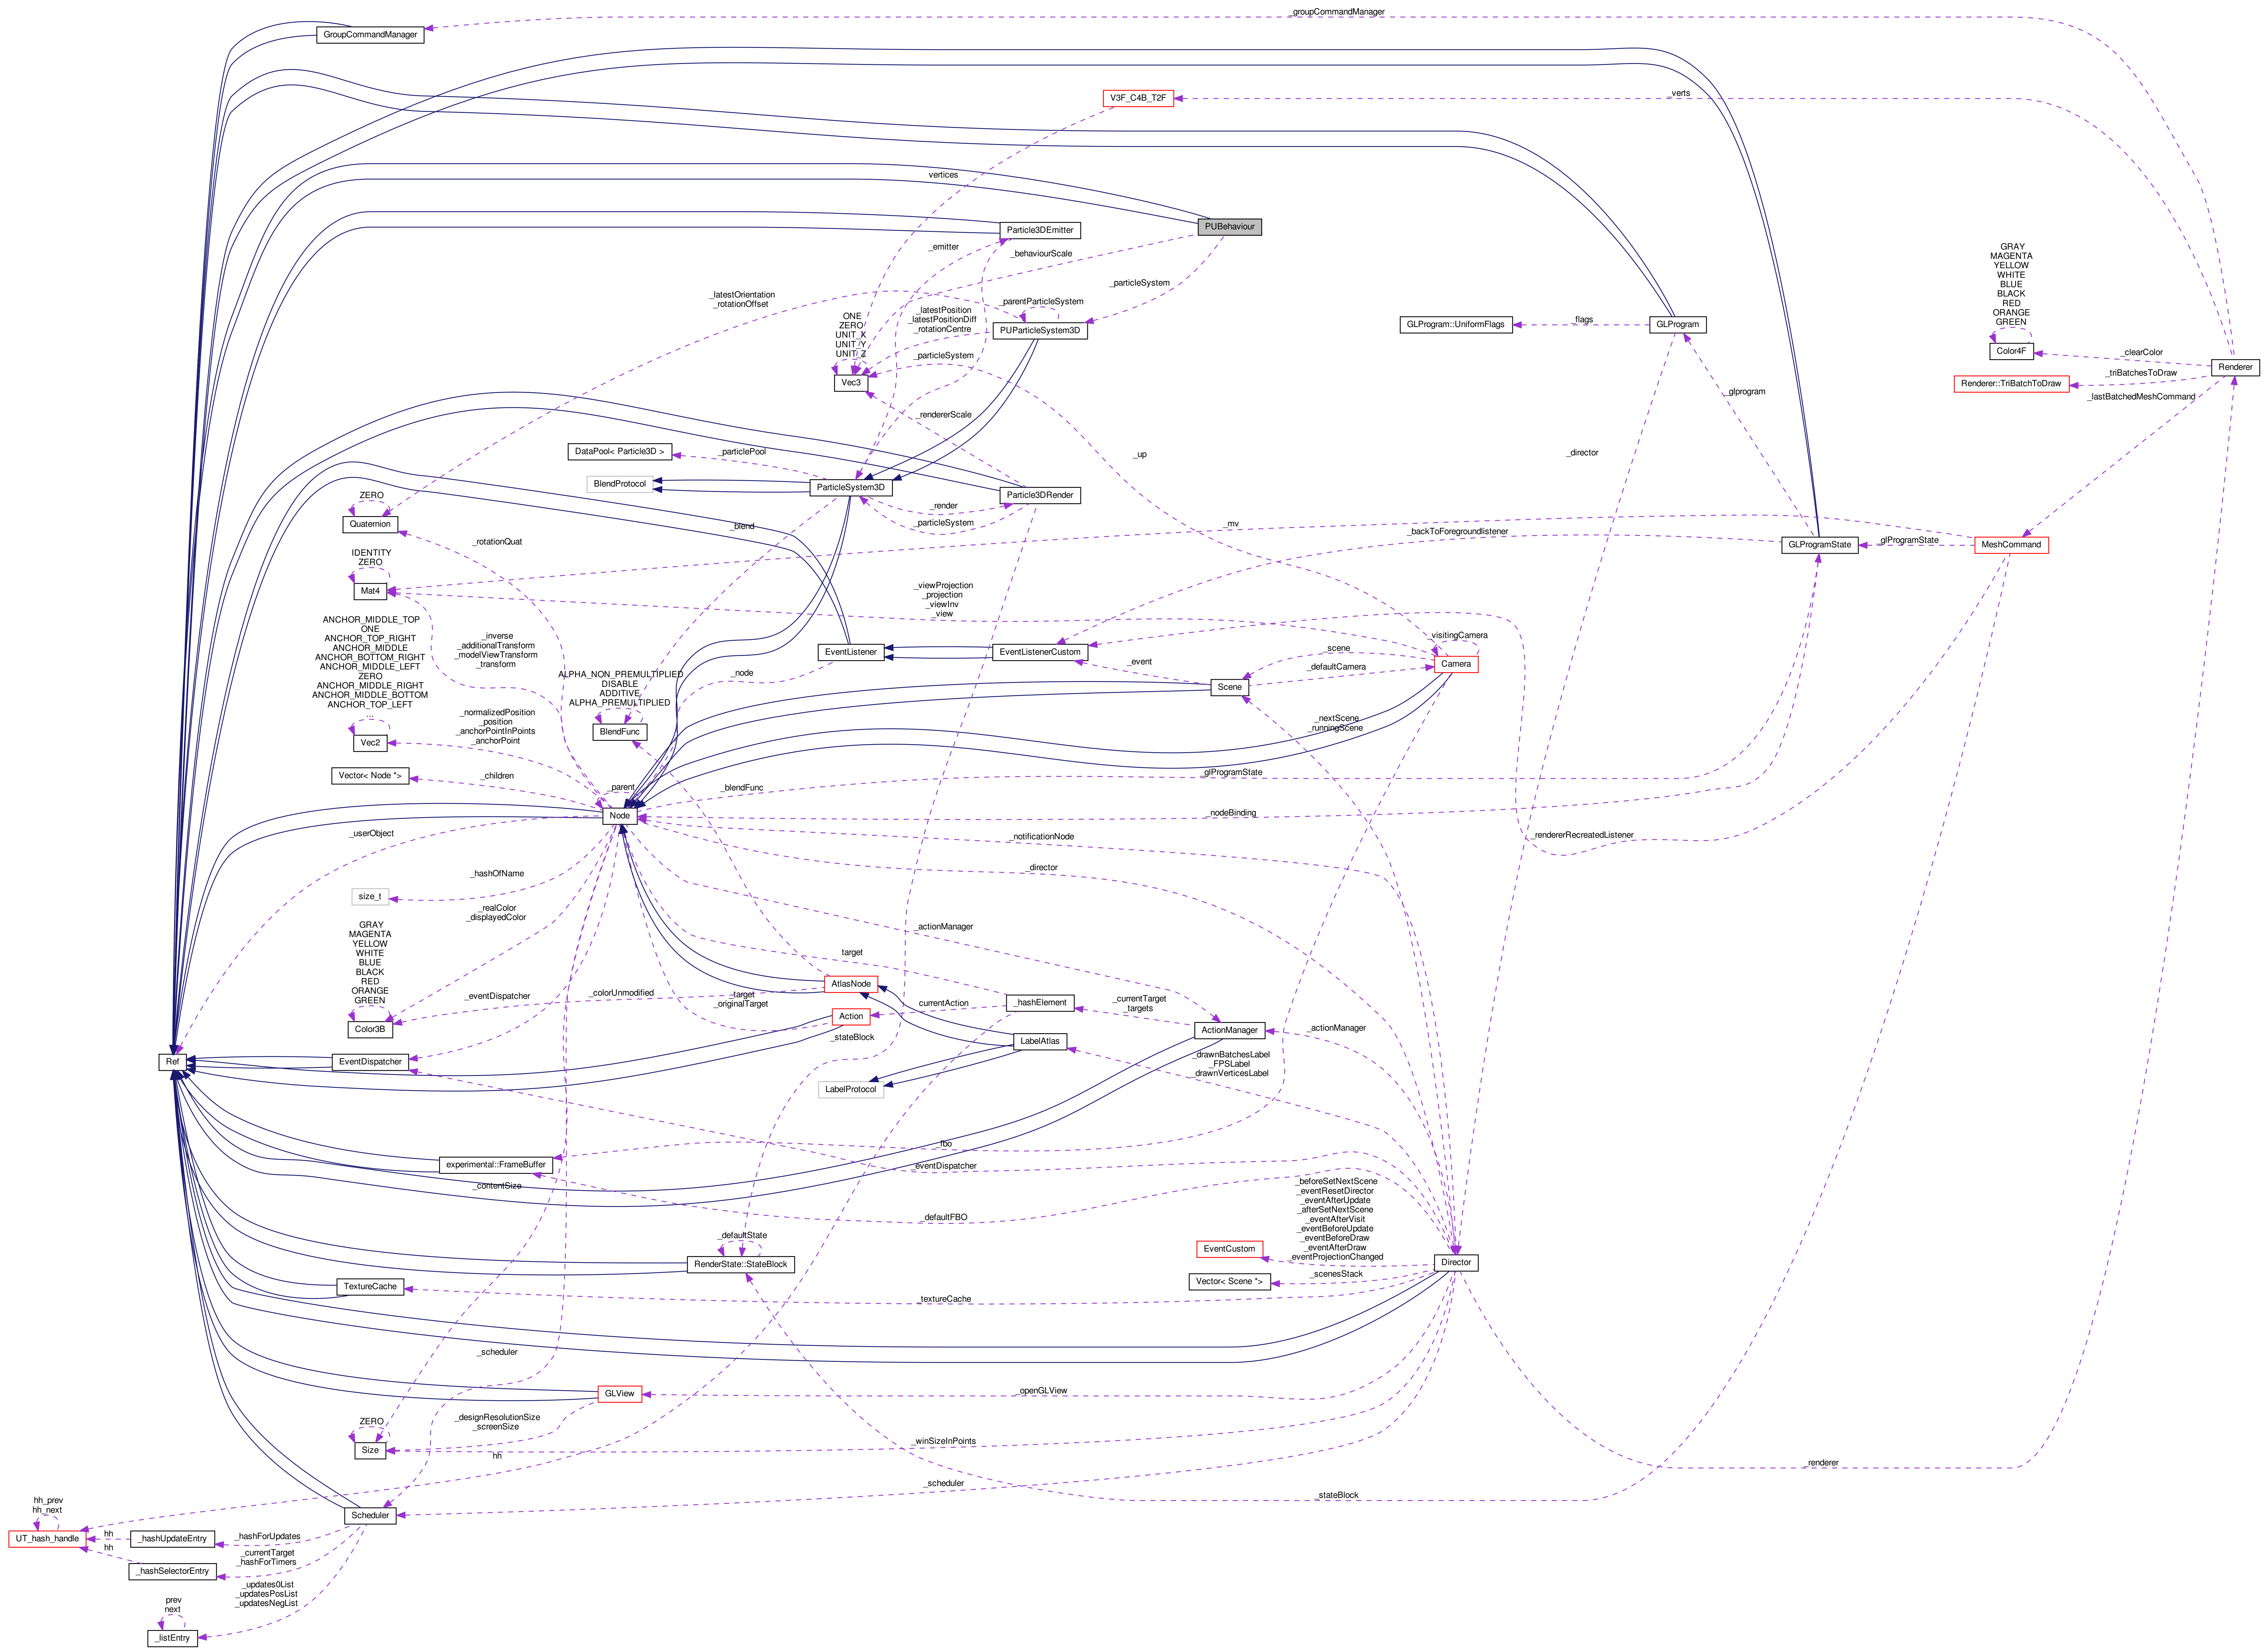 _groupCommandManager
GroupCommandManager
V3F_C4B_T2F
_verts
vertices
PUBehaviour
Particle3DEmitter
_emitter
_behaviourScale
_particleSystem
GRAY
MAGENTA
YELLOW
WHITE
BLUE
BLACK
RED
ORANGE
GREEN
Color4F
_clearColor
Renderer
_triBatchesToDraw
Renderer::TriBatchToDraw
_lastBatchedMeshCommand
_latestOrientation
_rotationOffset
_parentParticleSystem
PUParticleSystem3D
_latestPosition
_latestPositionDiff
_rotationCentre
_particleSystem
ONE
ZERO
UNIT_X
UNIT_Y
UNIT_Z
Vec3
GLProgram::UniformFlags
_flags
GLProgram
_glprogram
_rendererScale
_director
_up
DataPool< Particle3D >
_particlePool
BlendProtocol
ParticleSystem3D
Particle3DRender
_render
_particleSystem
ZERO
Quaternion
_rotationQuat
_blend
_mv
_backToForegroundlistener
GLProgramState
_glProgramState
MeshCommand
IDENTITY
ZERO
Mat4
_viewProjection
_projection
_viewInv
_view
ANCHOR_MIDDLE_TOP
ONE
ANCHOR_TOP_RIGHT
ANCHOR_MIDDLE
ANCHOR_BOTTOM_RIGHT
ANCHOR_MIDDLE_LEFT
ZERO
ANCHOR_MIDDLE_RIGHT
ANCHOR_MIDDLE_BOTTOM
ANCHOR_TOP_LEFT
...
Vec2
_inverse
_additionalTransform
_modelViewTransform
_transform
EventListener
EventListenerCustom
_visitingCamera
Camera
_scene
_defaultCamera
_event
Scene
_node
ALPHA_NON_PREMULTIPLIED
DISABLE
ADDITIVE
ALPHA_PREMULTIPLIED
BlendFunc
_normalizedPosition
_position
_anchorPointInPoints
_anchorPoint
_nextScene
_runningScene
Vector< Node *>
_children
_glProgramState
_parent
_blendFunc
Node
_nodeBinding
_userObject
_notificationNode
_rendererRecreatedListener
_director
size_t
_hashOfName
_realColor
_displayedColor
_actionManager
GRAY
MAGENTA
YELLOW
WHITE
BLUE
BLACK
RED
ORANGE
GREEN
Color3B
target
_eventDispatcher
_colorUnmodified
_target
_originalTarget
AtlasNode
Action
currentAction
_hashElement
_currentTarget
targets
ActionManager
_actionManager
_stateBlock
LabelAtlas
Ref
EventDispatcher
LabelProtocol
_drawnBatchesLabel
_FPSLabel
_drawnVerticesLabel
_fbo
experimental::FrameBuffer
_eventDispatcher
_contentSize
_defaultFBO
_beforeSetNextScene
_eventResetDirector
_eventAfterUpdate
_afterSetNextScene
_eventAfterVisit
_eventBeforeUpdate
_eventBeforeDraw
_eventAfterDraw
_eventProjectionChanged
EventCustom
Director
_defaultState
RenderState::StateBlock
Vector< Scene *>
_scenesStack
TextureCache
_textureCache
_scheduler
GLView
_openGLView
_designResolutionSize
_screenSize
ZERO
Size
_winSizeInPoints
hh
_renderer
_scheduler
_stateBlock
hh_prev
hh_next
UT_hash_handle
hh
_hashUpdateEntry
_hashForUpdates
Scheduler
hh
_hashSelectorEntry
_currentTarget
_hashForTimers
_updates0List
_updatesPosList
_updatesNegList
prev
next
_listEntry